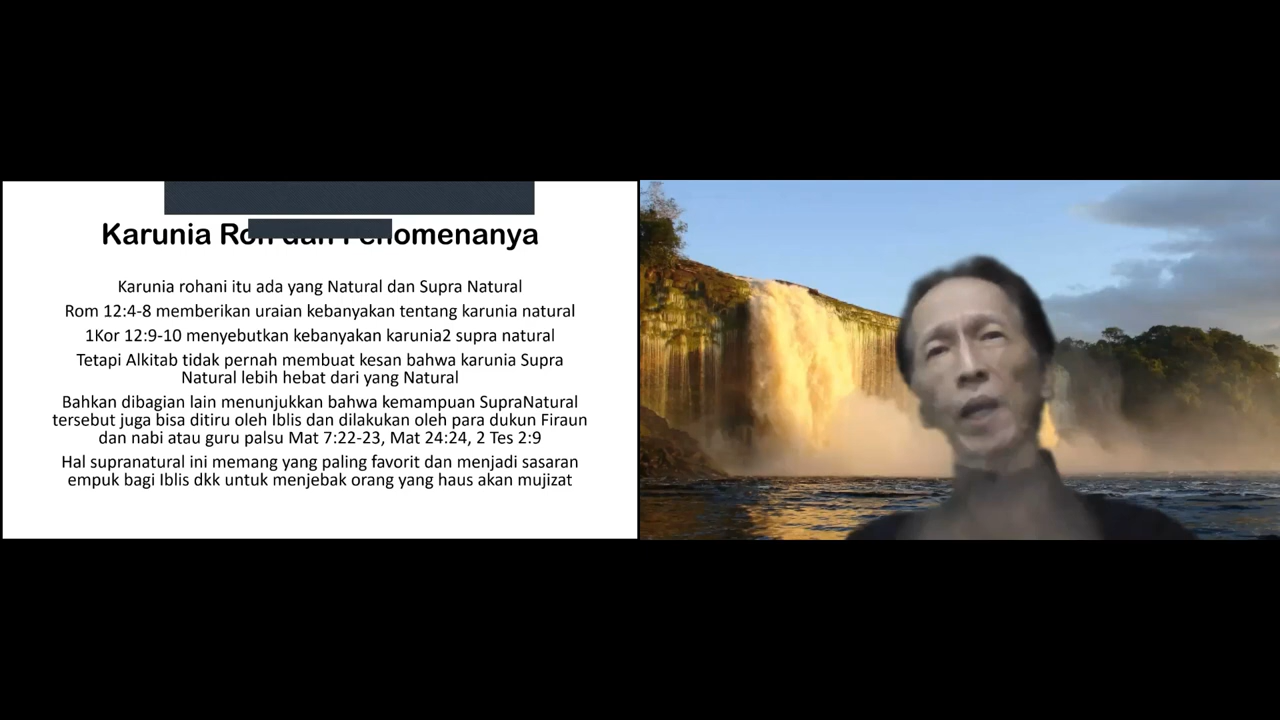 Karunia Roh dan Fenomenanya
Karunia rohani itu ada yang Natural dan Supra Natural
Rom 12:4-8 memberikan uraian kebanyakan tentang karunia natural
1Kor 12:9-10 menyebutkan kebanyakan karunia2 supra natural
Tetapi Alkitab tidak pernah membuat kesan bahwa karunia Supra
Natural lebih hebat dari yang Natural
Bahkan dibagian lain menunjukkan bahwa kemampuan SupraNatural
tersebut juga bisa ditiru oleh Iblis dan dilakukan oleh para dukun Firaun
dan nabi atau guru palsu Mat 7:22-23, Mat 24:24, 2 Tes 2:9
Hal supranatural ini memang yang paling favorit dan menjadi sasaran
empuk bagi Iblis dkk untuk menjebak orang yang haus akan mujizat